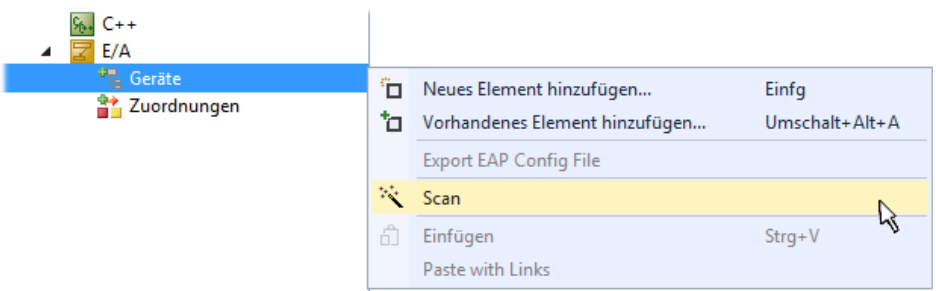 C++
E/A
Geräte
Zuordnungen
Neues Element hinzufügen... Einfg
Vorhandenes Element hinzufügen... Umschalt+Alt+A
Export EAP Config File
Scan
Einfügen Strg+V
Paste with Links